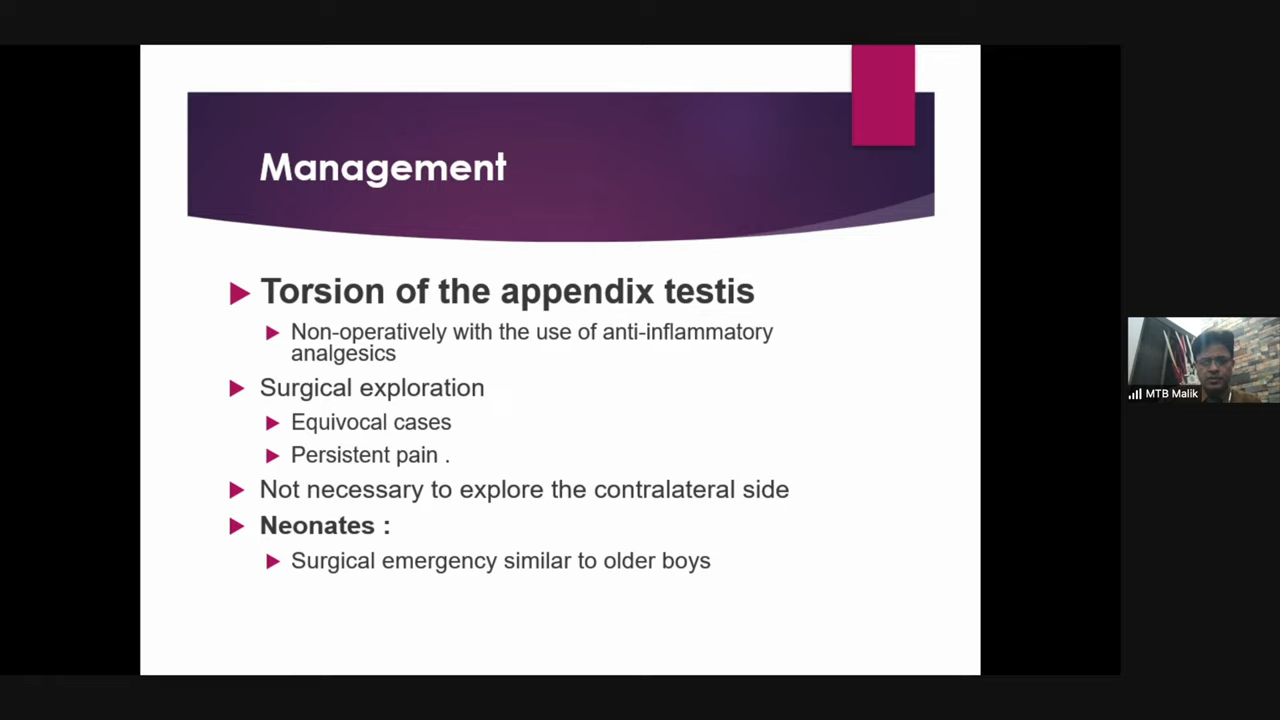 Management
Torsion of the appendix testis
Non-operatively with the use of anti-inflammatory
analgesics
Surgical exploration
Equivocal cases
Persistent pain .
Not necessary to explore the contralateral side
Neonates :
Surgical emergency similar to older boys
MTB Malik